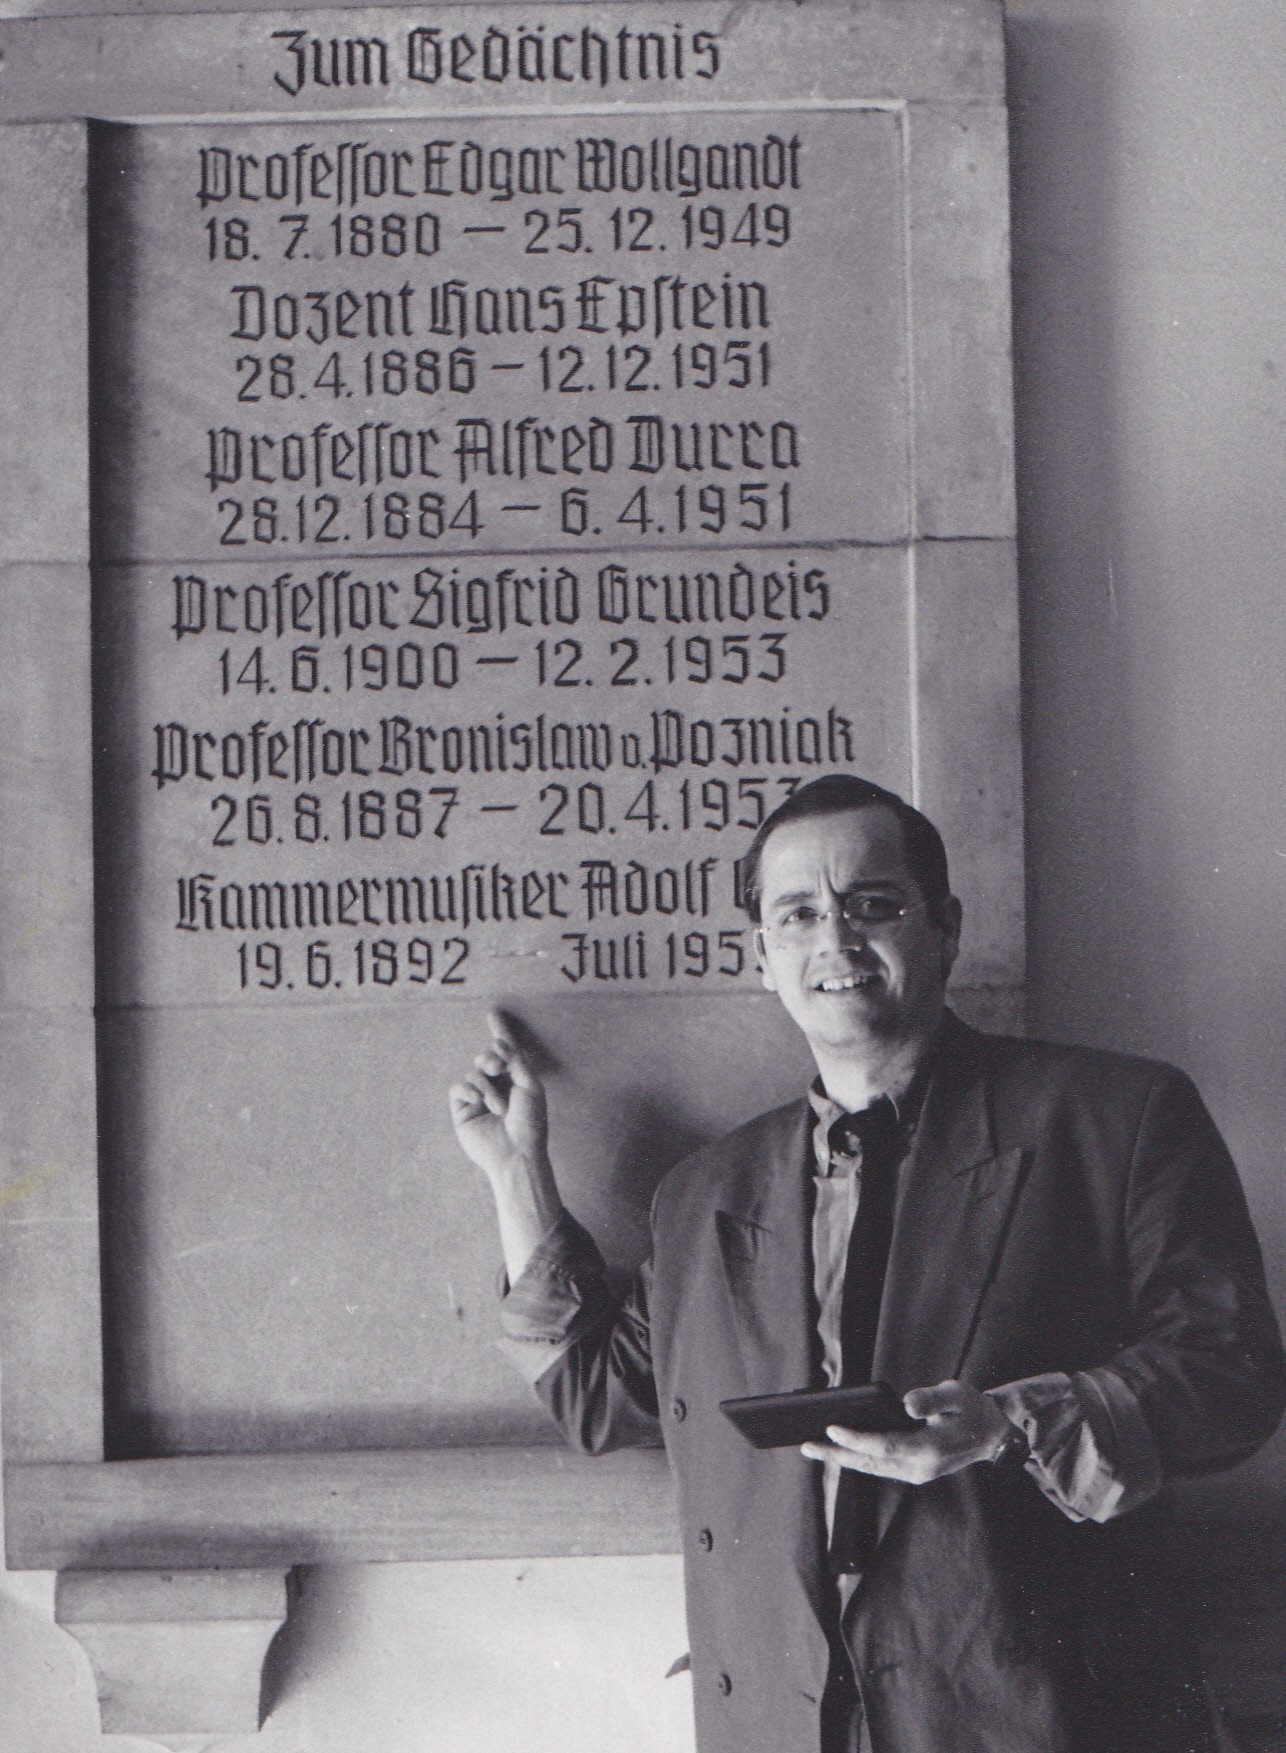 Zum Gedächtnis
Profeſſor Edgar Wollgandt
18. 7. 1880 – 25. 12. 1949
Dozent Hans Epſtein
28. 4. 1886 – 12. 12. 1951
Profeſſor Alfred Durra
28. 12. 1884 – 6. 4. 1951
Profeſſor Sigfrid Grundeis
14. 6. 1900 – 12. 2. 1953
Profeſſor Bronislaw v. Pozniak
26. 8. 1887 – 20. 4. 1953
Kammermuſiker Adolf
19. 6. 1892 – Juli 195